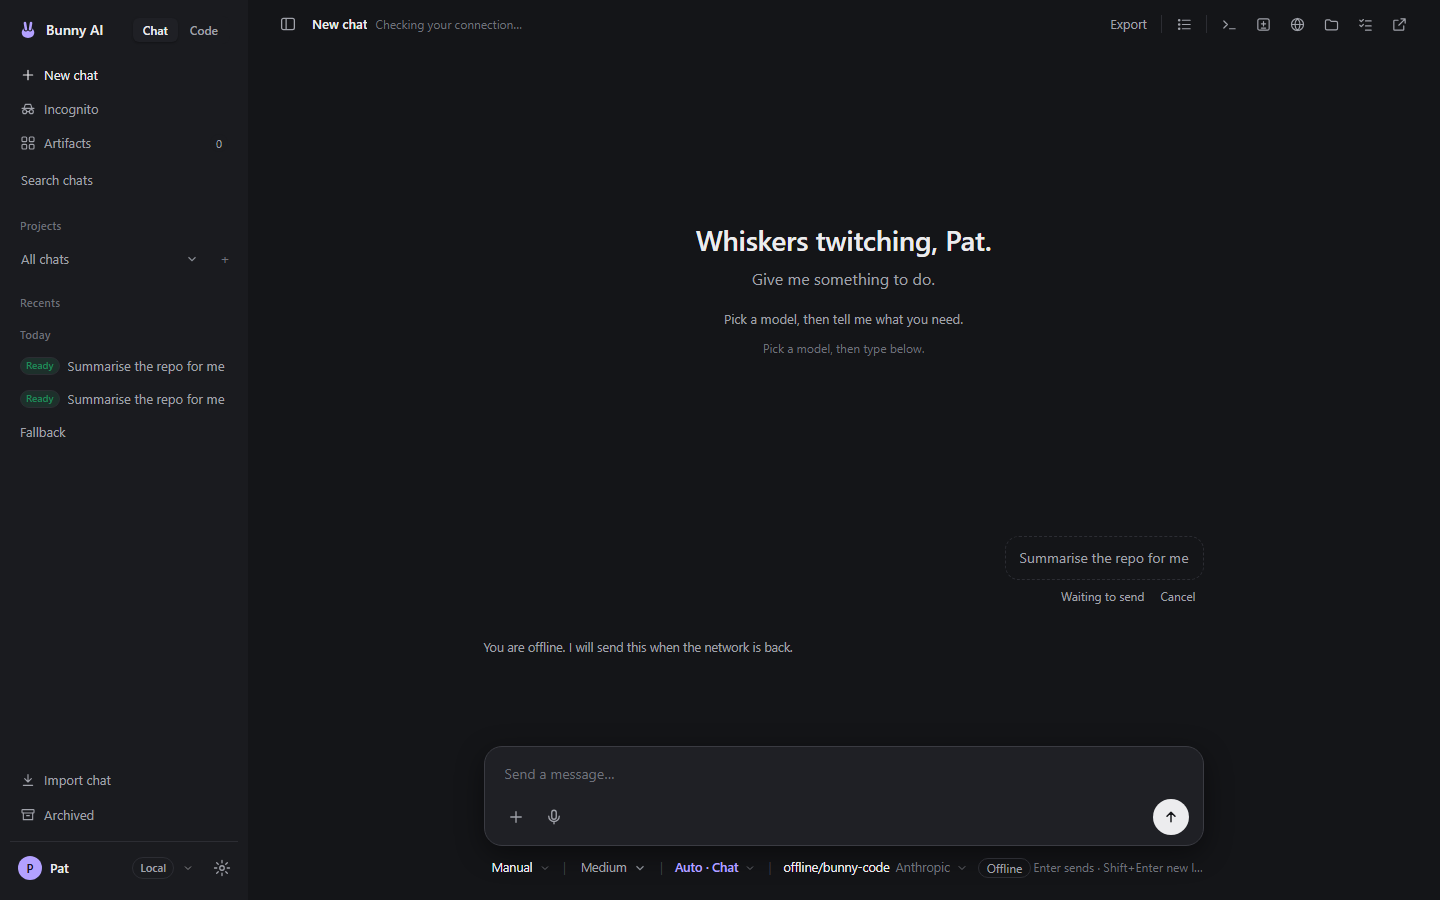 Bunny AI
Chat
Code
New chat
Incognito
Artifacts 0
Search chats
Projects
All chats +
Recents
Today
Ready Summarise the repo for me
Ready Summarise the repo for me
Fallback
Import chat
Archived
P Pat Local
New chat Checking your connection...
Export
Whiskers twitching, Pat.
Give me something to do.
Pick a model, then tell me what you need.
Pick a model, then type below.
Summarise the repo for me
Waiting to send Cancel
You are offline. I will send this when the network is back.
Send a message...
Manual | Medium | Auto · Chat | offline/bunny-code Anthropic Offline Enter sends · Shift+Enter new l...